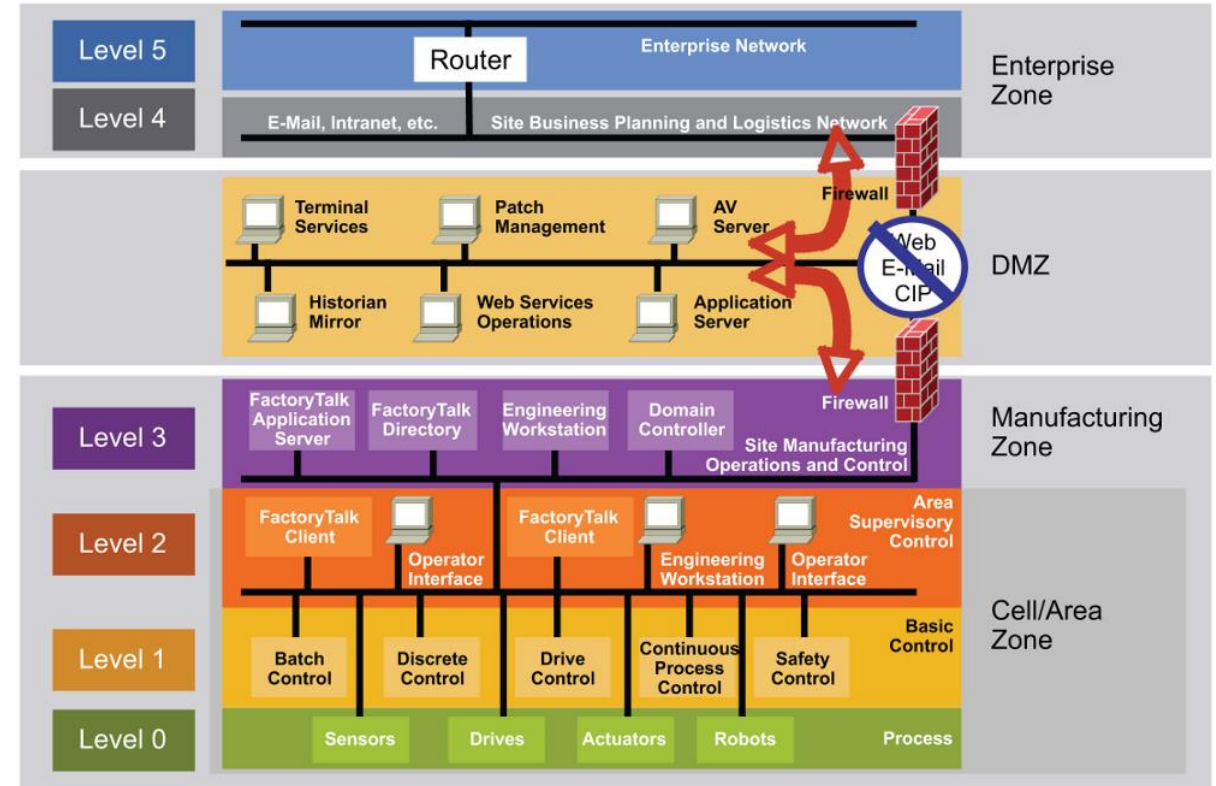 Level 5
Enterprise Network
Router
Enterprise
Zone
Level 4
E-Mail, Intranet, etc.
Site Business Planning and Logistics Network
Firewall
Terminal
Services
Patch
Management
AV
Server
Web
E-Mail
CIP
DMZ
Historian
Mirror
Web Services
Operations
Application
Server
Level 3
FactoryTalk
Application
Server
FactoryTalk
Directory
Engineering
Workstation
Domain
Controller
Firewall
Site Manufacturing
Operations and Control
Manufacturing
Zone
Level 2
FactoryTalk
Client
Operator
Interface
FactoryTalk
Client
Engineering
Workstation
Operator
Interface
Area
Supervisory
Control
Cell/Area
Zone
Level 1
Batch
Control
Discrete
Control
Drive
Control
Continuous
Process
Control
Safety
Control
Basic
Control
Level 0
Sensors
Drives
Actuators
Robots
Process